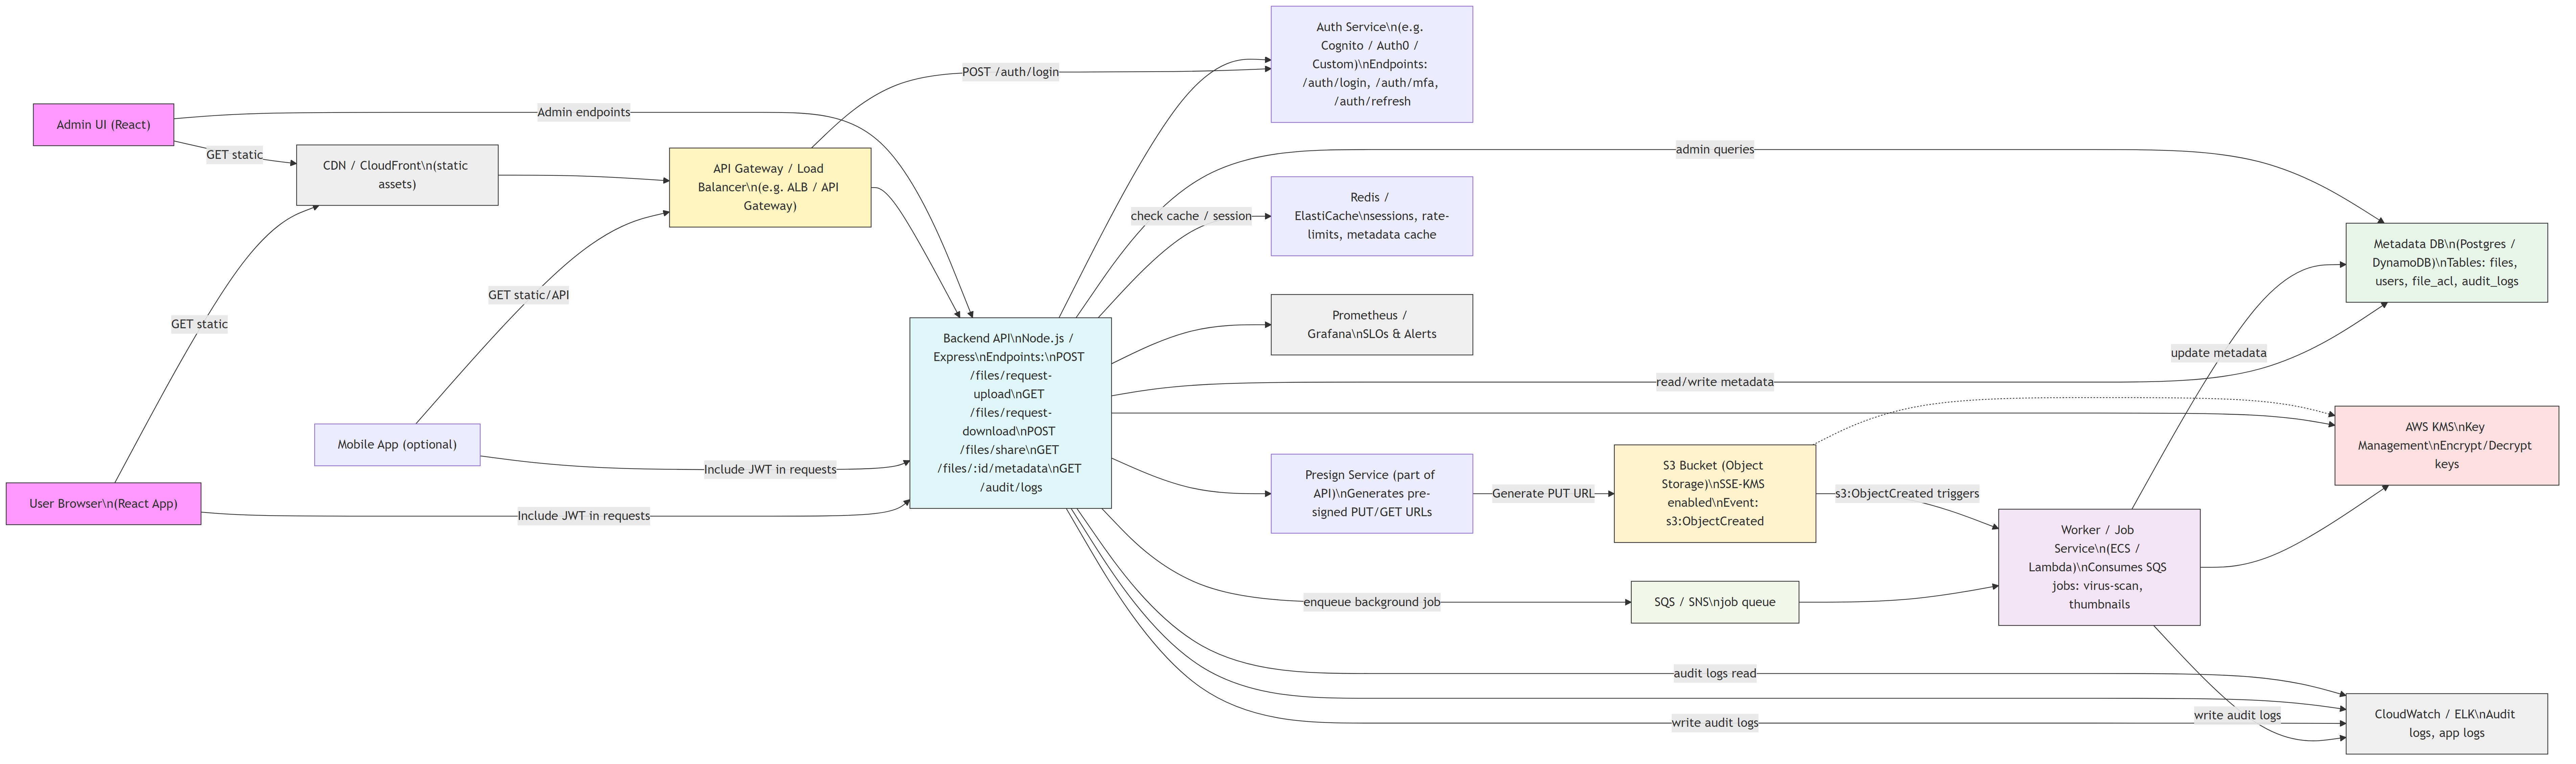 Admin UI (React)
GET static
CDN / CloudFront\n(static
assets)
GET static
User Browser\n(React App)
Mobile App (optional)
GET static/API
Admin endpoints
Include JWT in requests
Include JWT in requests
API Gateway / Load
Balancer\n(e.g. ALB / API
Gateway)
POST /auth/login
Backend API\nNode.js /
Express\nEndpoints:\nPOST
/files/request-
upload\nGET
/files/request-
download\nPOST
/files/share\nGET
/files/:id/metadata\nGET
/audit/logs
Auth Service\n(e.g.
Cognito / Auth0 /
Custom)\nEndpoints:
/auth/login, /auth/mfa,
/auth/refresh
check cache / session
Redis /
ElastiCache\nsessions, rate-
limits, metadata cache
Prometheus /
Grafana\nSLOs & Alerts
Presign Service (part of
API)\nGenerates pre-
signed PUT/GET URLs
Generate PUT URL
enqueue background job
admin queries
read/write metadata
S3 Bucket (Object
Storage)\nSSE-KMS
enabled\nEvent:
s3:ObjectCreated
s3:ObjectCreated triggers
SQS / SNS\njob queue
audit logs read
write audit logs
Worker / Job
Service\n(ECS /
Lambda)\nConsumes SQS
jobs: virus-scan,
thumbnails
update metadata
write audit logs
Metadata DB\n(Postgres /
DynamoDB)\nTables: files,
users, file_acl, audit_logs
AWS KMS\nKey
Management\nEncrypt/Decrypt
keys
CloudWatch / ELK\nAudit
logs, app logs